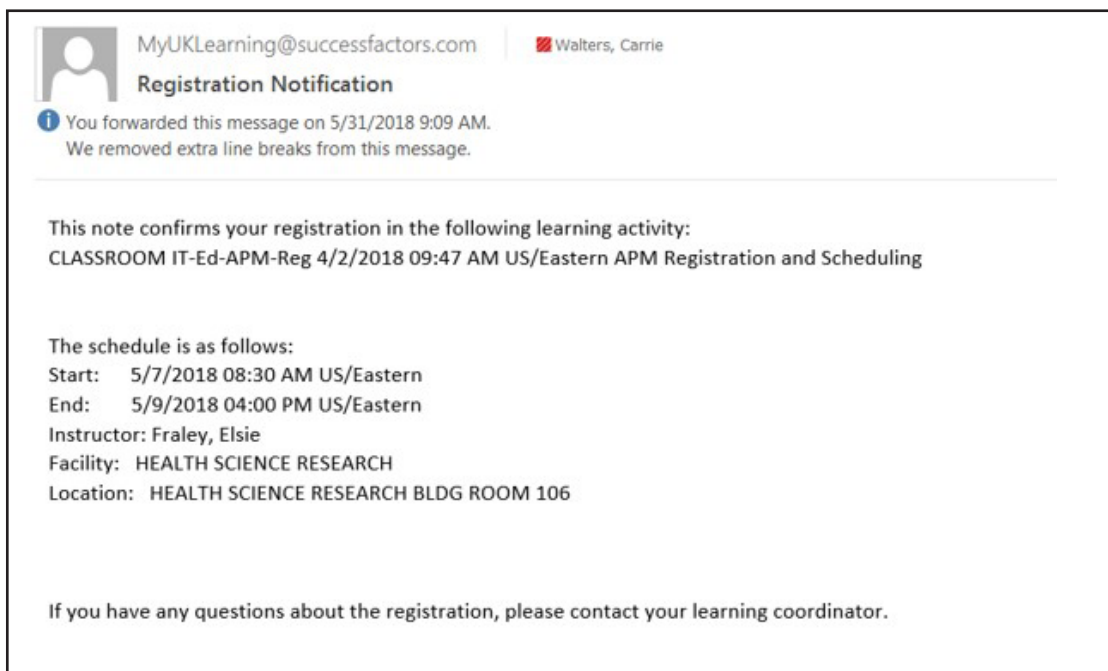 MyUKLearning@successfactors.com Walters, Carrie
Registration Notification
You forwarded this message on 5/31/2018 9:09 AM.
We removed extra line breaks from this message.
This note confirms your registration in the following learning activity:
CLASSROOM IT-Ed-APM-Reg 4/2/2018 09:47 AM US/Eastern APM Registration and Scheduling
The schedule is as follows:
Start: 5/7/2018 08:30 AM US/Eastern
End: 5/9/2018 04:00 PM US/Eastern
Instructor: Fraley, Elsie
Facility: HEALTH SCIENCE RESEARCH
Location: HEALTH SCIENCE RESEARCH BLDG ROOM 106
If you have any questions about the registration, please contact your learning coordinator.